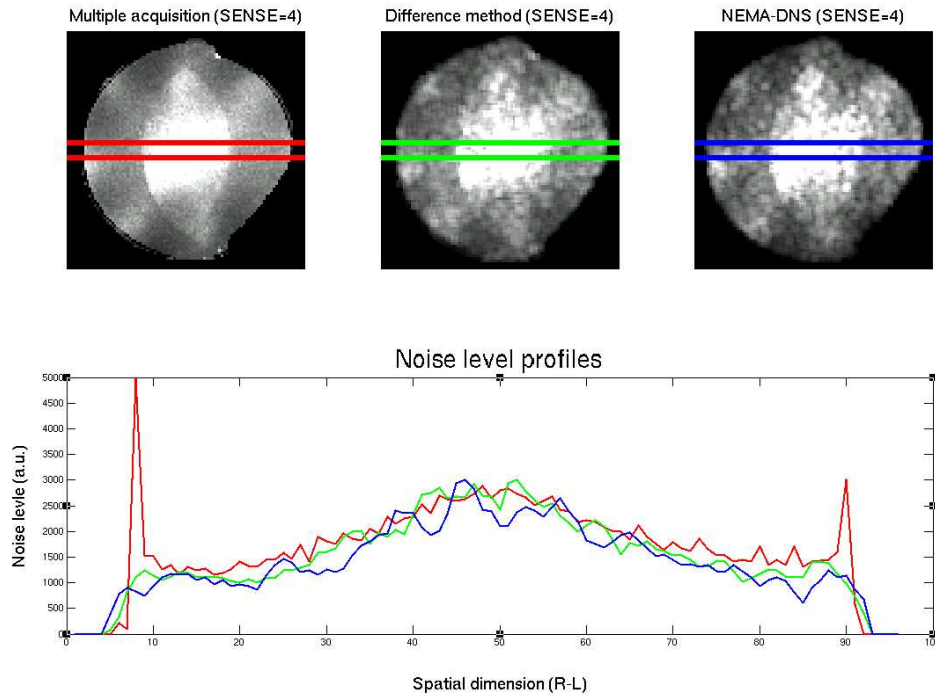 Multiple acquisition (SENSE=4)
Difference method (SENSE=4)
NEMA-DNS (SENSE=4)
Noise level profiles
5000
4500
4000
3500
3000
2500
2000
1500
1000
500
0
Noise levle (a.u.)
0 10 20 30 40 50 60 70 80 90 100
Spatial dimension (R-L)